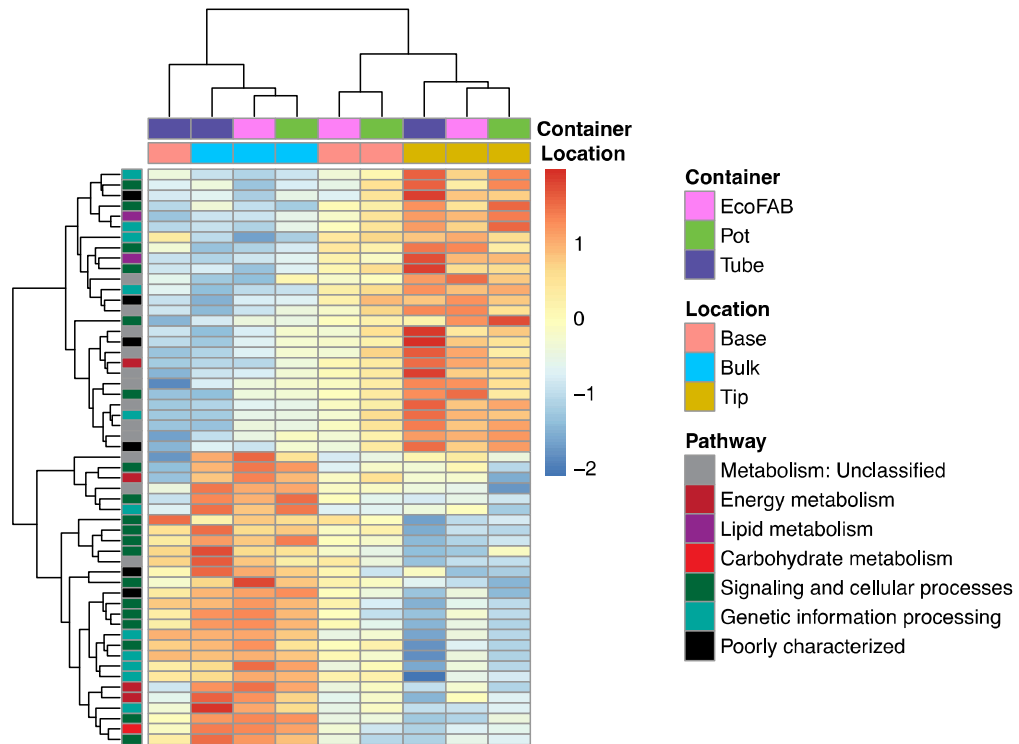 Container
Location
1
0
−1
−2
Container
EcoFAB
Pot
Tube
Location
Base
Bulk
Tip
Pathway
Metabolism: Unclassified
Energy metabolism
Lipid metabolism
Carbohydrate metabolism
Signaling and cellular processes
Genetic information processing
Poorly characterized